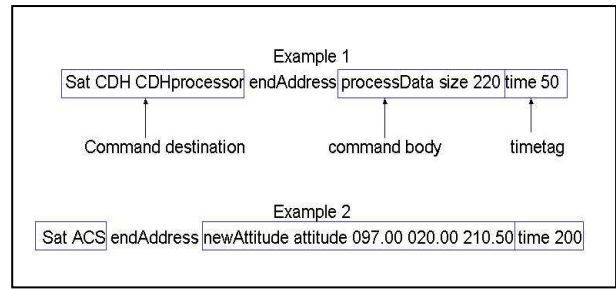 Example 1
Sat CDH CDHprocessor endAddress processData size 220 time 50
Command destination command body timetag
Example 2
Sat ACS endAddress newAttitude attitude 097.00 020.00 210.50 time 200